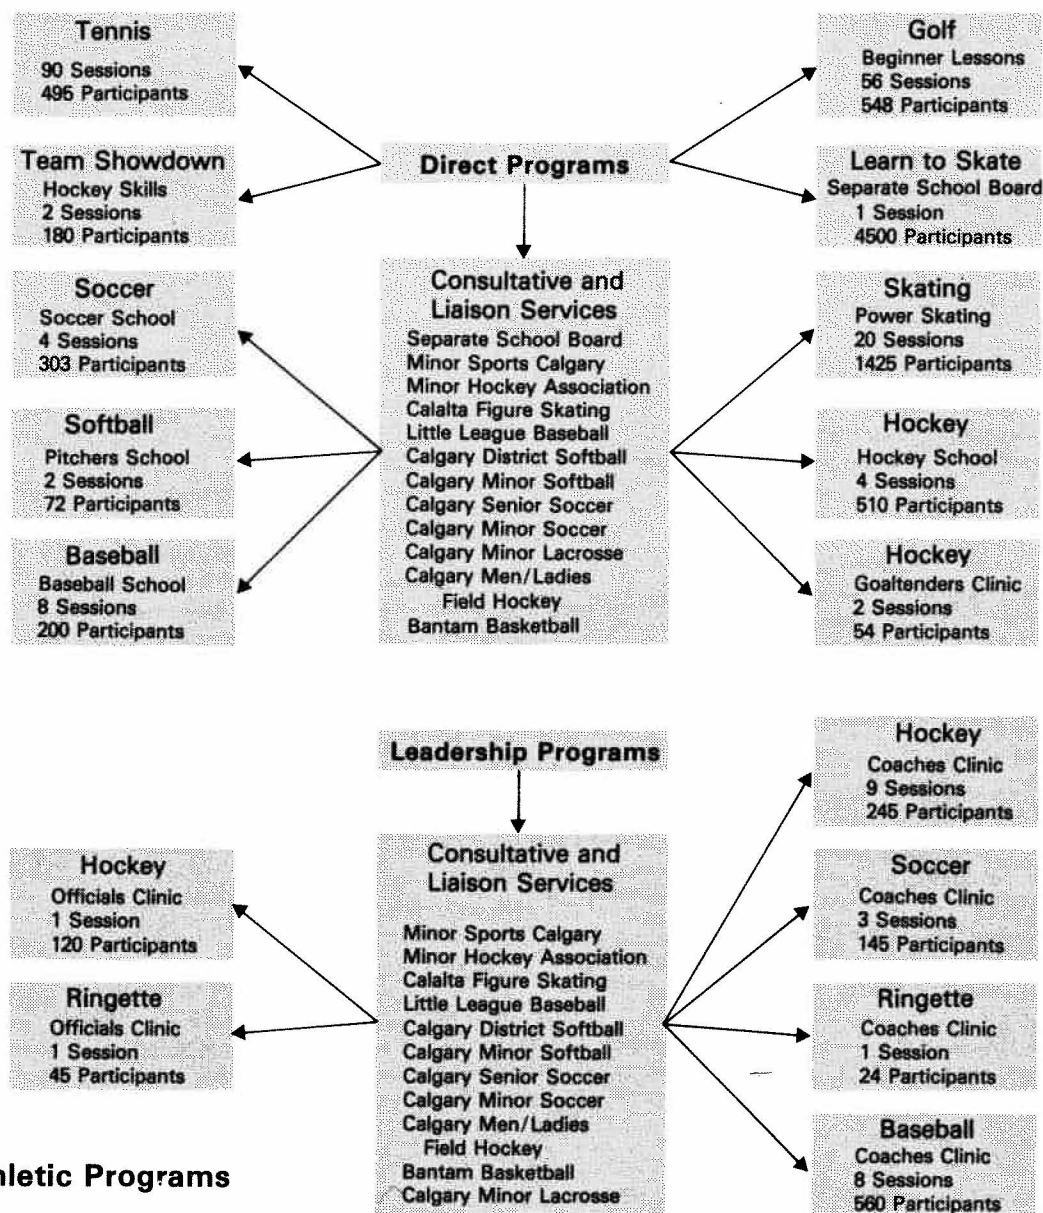 Tennis
90 Sessions
495 Participants
Team Showdown
Hockey Skills
2 Sessions
180 Participants
Direct Programs
Golf
Beginner Lessons
56 Sessions
548 Participants
Learn to Skate
Separate School Board
1 Session
4500 Participants
Soccer
Soccer School
4 Sessions
303 Participants
Softball
Pitchers School
2 Sessions
72 Participants
Baseball
Baseball School
8 Sessions
200 Participants
Consultative and
Liaison Services
Separate School Board
Minor Sports Calgary
Minor Hockey Association
Calalta Figure Skating
Little League Baseball
Calgary District Softball
Calgary Minor Softball
Calgary Senior Soccer
Calgary Minor Soccer
Calgary Minor Lacrosse
Calgary Men/Ladies
Field Hockey
Bantam Basketball
Skating
Power Skating
20 Sessions
1425 Participants
Hockey
Hockey School
4 Sessions
510 Participants
Hockey
Goaltenders Clinic
2 Sessions
54 Participants
Leadership Programs
Hockey
Officials Clinic
1 Session
120 Participants
Ringette
Officials Clinic
1 Session
45 Participants
Consultative and
Liaison Services
Minor Sports Calgary
Minor Hockey Association
Calalta Figure Skating
Little League Baseball
Calgary District Softball
Calgary Minor Softball
Calgary Senior Soccer
Calgary Minor Soccer
Calgary Men/Ladies
Field Hockey
Bantam Basketball
Calgary Minor Lacrosse
Hockey
Coaches Clinic
9 Sessions
245 Participants
Soccer
Coaches Clinic
3 Sessions
145 Participants
Ringette
Coaches Clinic
1 Session
24 Participants
Baseball
Coaches Clinic
8 Sessions
560 Participants
hletic Programs